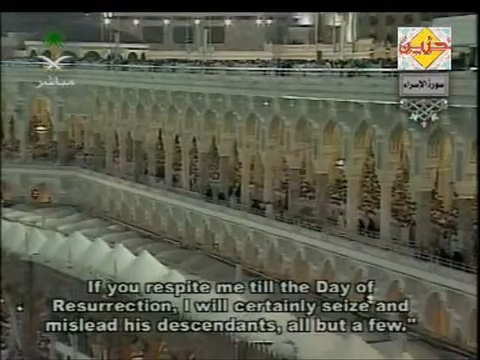 حزين
مباشر
سورة الإسراء
If you respite me till the Day of
Resurrection, I will certainly seize and
mislead his descendants, all but a few."